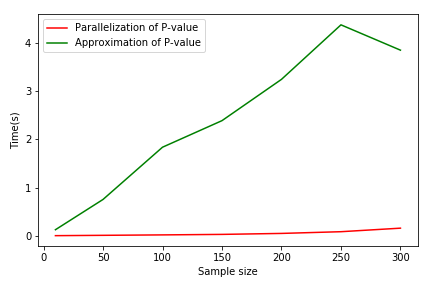 Parallelization of P-value
Approximation of P-value
4
3
2
1
0
Time(s)
0 50 100 150 200 250 300
Sample size